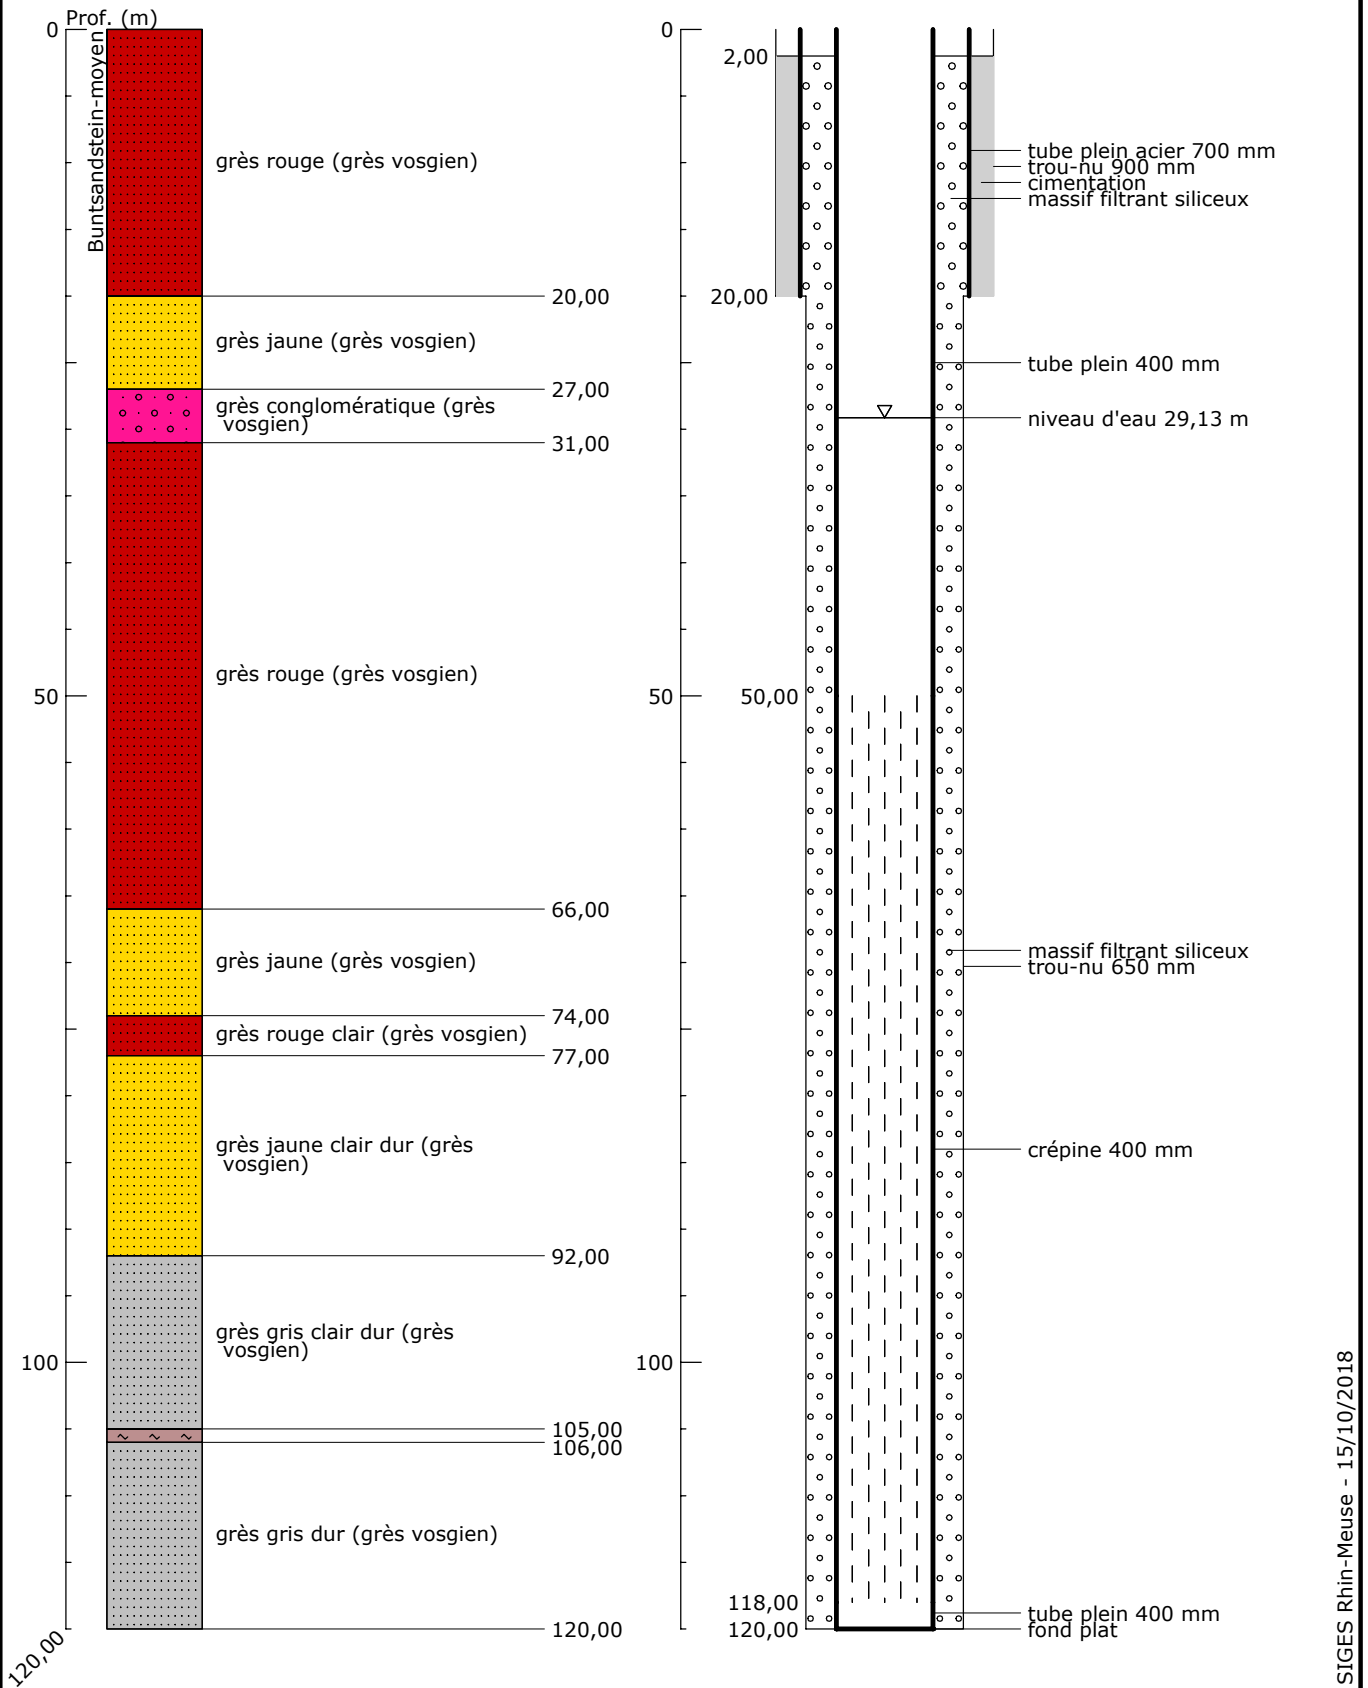 Prof. (m)
0
Buntsandstein-moyen
grès rouge (grès vosgien)
20,00
grès jaune (grès vosgien)
27,00
grès conglomératique (grès
vosgien)
31,00
grès rouge (grès vosgien)
50
66,00
grès jaune (grès vosgien)
74,00
grès rouge clair (grès vosgien)
77,00
grès jaune clair dur (grès
vosgien)
92,00
grès gris clair dur (grès
vosgien)
100
105,00
106,00
grès gris dur (grès vosgien)
120,00
120,00
0
2,00
tube plein acier 700 mm
trou-nu 900 mm
cimentation
massif filtrant siliceux
20,00
tube plein 400 mm
niveau d'eau 29,13 m
50
50,00
massif filtrant siliceux
trou-nu 650 mm
crépine 400 mm
100
118,00
tube plein 400 mm
120,00
fond plat
SIGES Rhin-Meuse - 15/10/2018